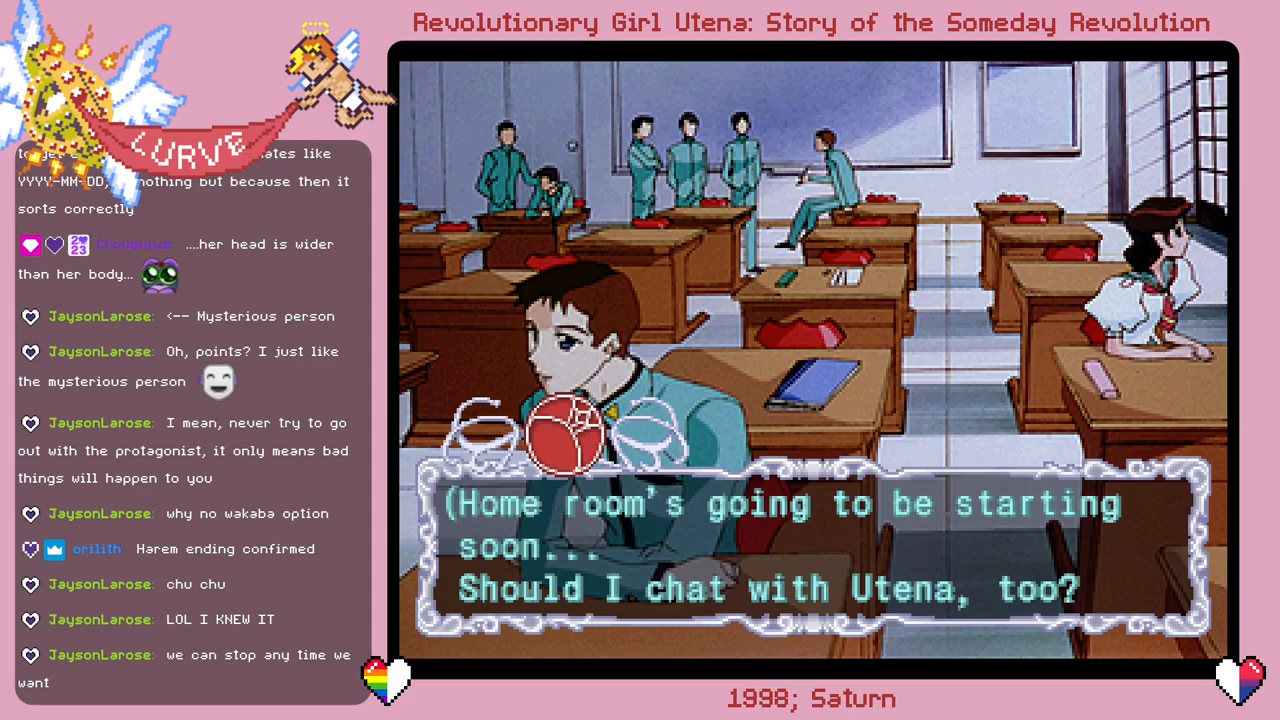 Revolutionary Girl Utena: Story of the Someday Revolution
LURVE
YYYY-MM-DD,
nothing but because then it
sorts correctly
Crovendus ....her head is wider
than her body...
JaysonLarose: <-- Mysterious person
JaysonLarose: Oh, points? I just like
the mysterious person
JaysonLarose: I mean, never try to go
out with the protagonist, it only means bad
things will happen to you
JaysonLarose: why no wakaba option
orilith: Harem ending confirmed
JaysonLarose: chu chu
JaysonLarose: LOL I KNEW IT
JaysonLarose: we can stop any time we
want
(Home room's going to be starting
soon...
Should I chat with Utena, too?
1998; Saturn